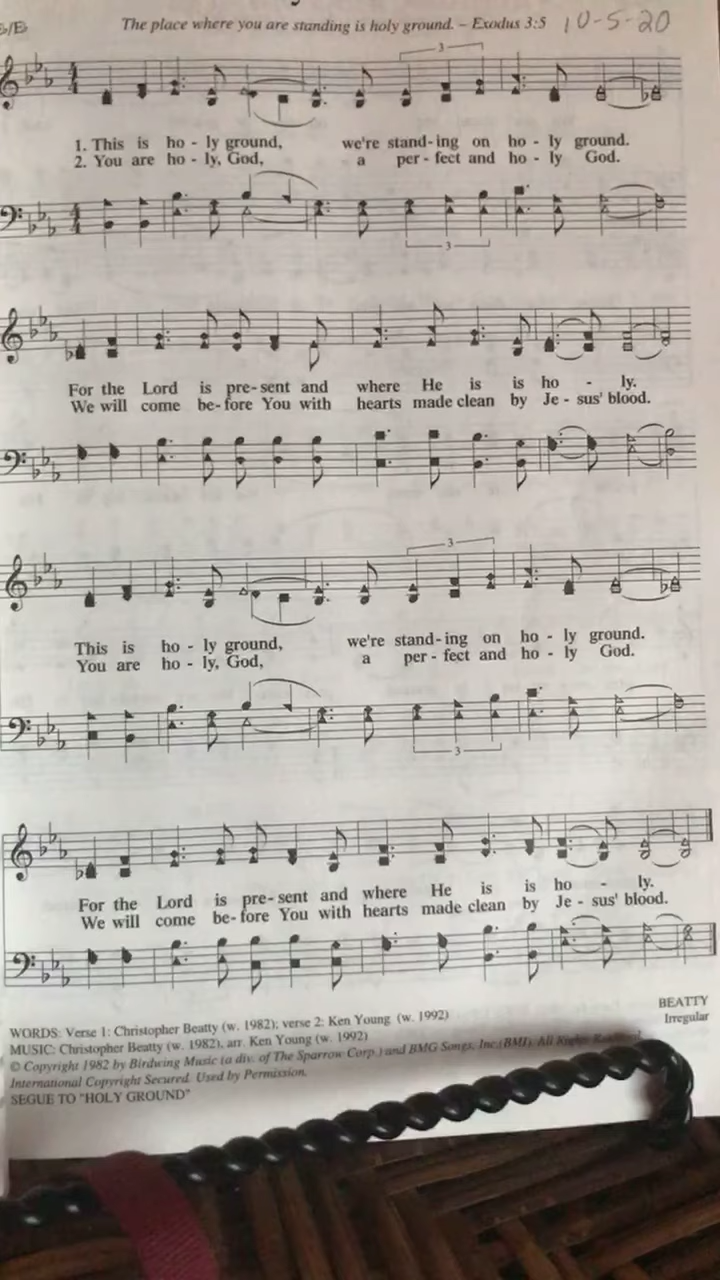 The place where you are standing is holy ground. – Exodus 3:5 10-5-20
3
1. This is ho - ly ground, we're stand-ing on ho - ly ground.
2. You are ho - ly, God, a per - fect and ho - ly God.
3
For the Lord is pre-sent and where He is is ho - ly.
We will come be-fore You with hearts made clean by Je - sus' blood.
3
This is ho - ly ground, we're stand-ing on ho - ly ground.
You are ho - ly, God, a per - fect and ho - ly God.
3
For the Lord is pre-sent and where He is is ho - ly.
We will come be-fore You with hearts made clean by Je - sus' blood.
WORDS: Verse 1: Christopher Beatty (w. 1982); verse 2: Ken Young (w. 1992) BEATTY
MUSIC: Christopher Beatty (w. 1982), arr. Ken Young (w. 1992) Irregular
© Copyright 1982 by Birdwing Music (a div. of The Sparrow Corp.) and BMG Songs, Inc.(BMI). All Rights
International Copyright Secured. Used by Permission.
SEGUE TO "HOLY GROUND"